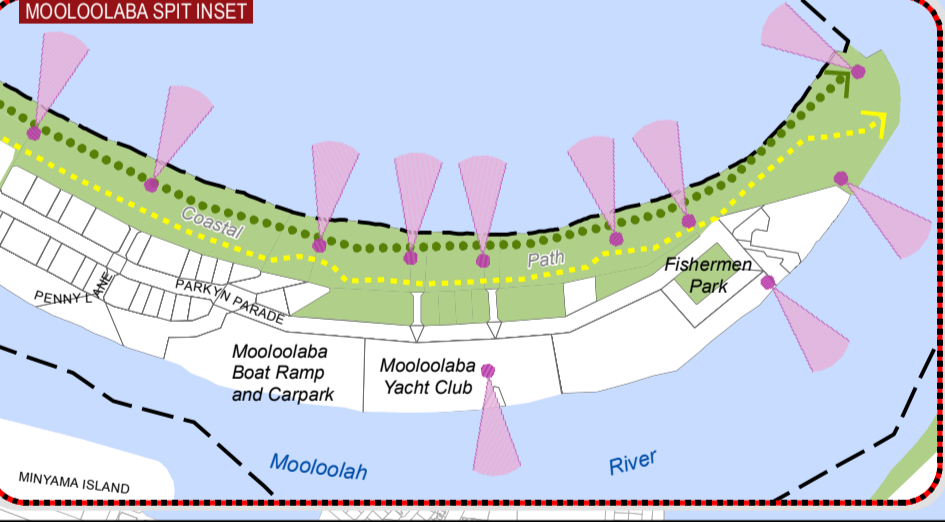 MOOLOOLABA SPIT INSET
Coastal
Path
Fishermen
Park
PENNY LANE
PARKYN PARADE
Mooloolaba
Boat Ramp
and Carpark
Mooloolaba
Yacht Club
Mooloolah
River
MINYAMA ISLAND